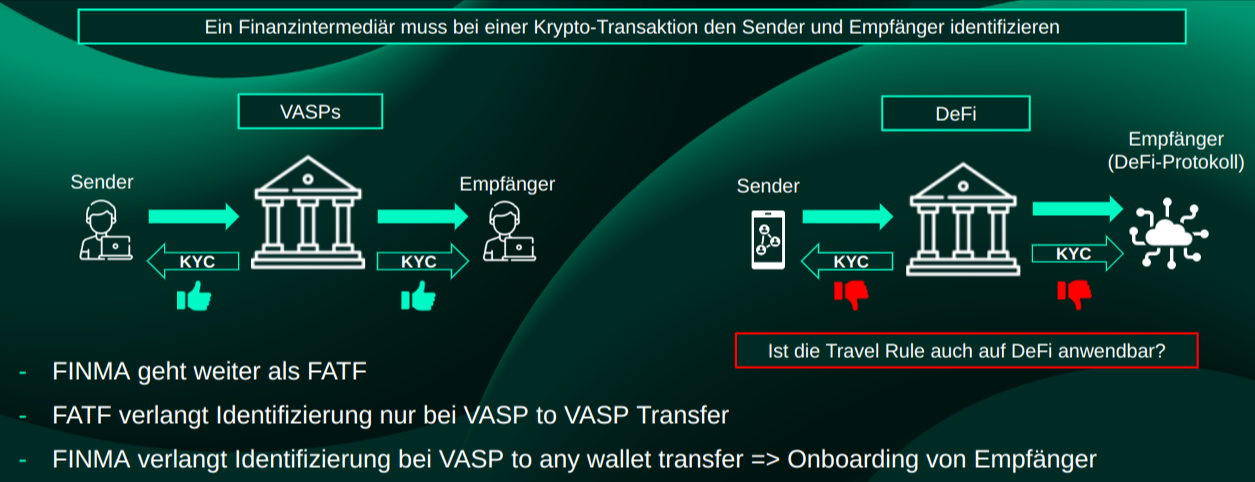 Ein Finanzintermediär muss bei einer Krypto-Transaktion den Sender und Empfänger identifizieren
VASPs
Sender
Empfänger
KYC
KYC
DeFi
Sender
Empfänger
(DeFi-Protokoll)
KYC
KYC
Ist die Travel Rule auch auf DeFi anwendbar?
- FINMA geht weiter als FATF
- FATF verlangt Identifizierung nur bei VASP to VASP Transfer
- FINMA verlangt Identifizierung bei VASP to any wallet transfer => Onboarding von Empfänger